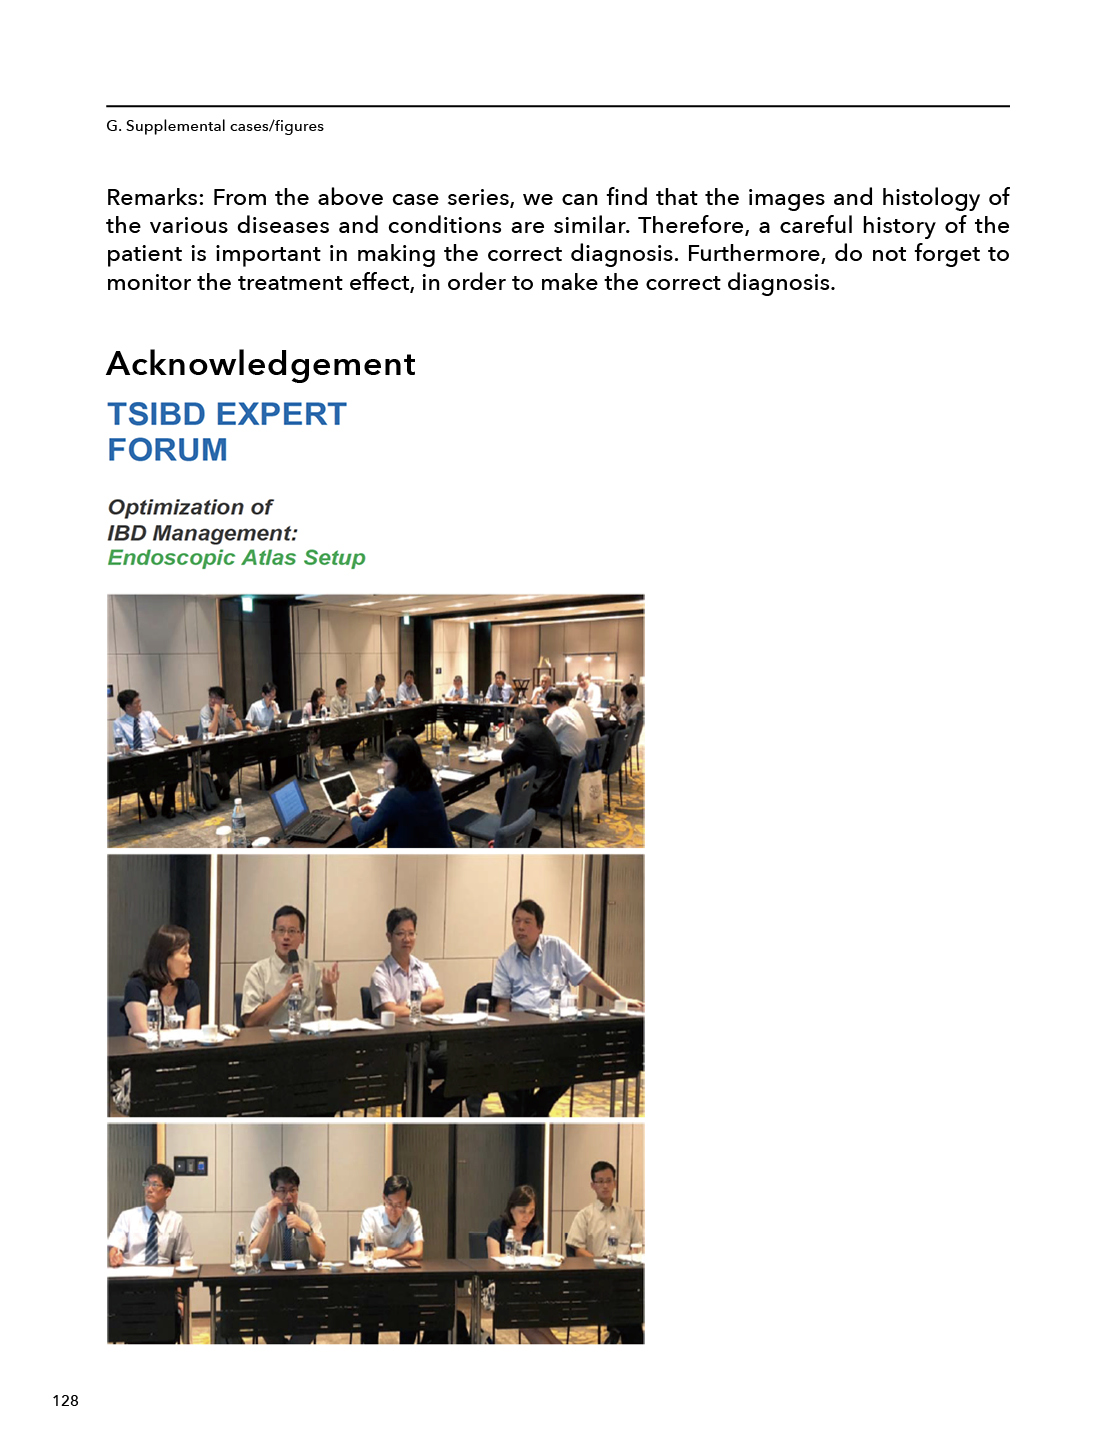 G. Supplemental cases/figures
Remarks: From the above case series, we can find that the images and histology of
the various diseases and conditions are similar. Therefore, a careful history of the
patient is important in making the correct diagnosis. Furthermore, do not forget to
monitor the treatment effect, in order to make the correct diagnosis.
Acknowledgement
TSIBD EXPERT
FORUM
Optimization of
IBD Management:
Endoscopic Atlas Setup
128